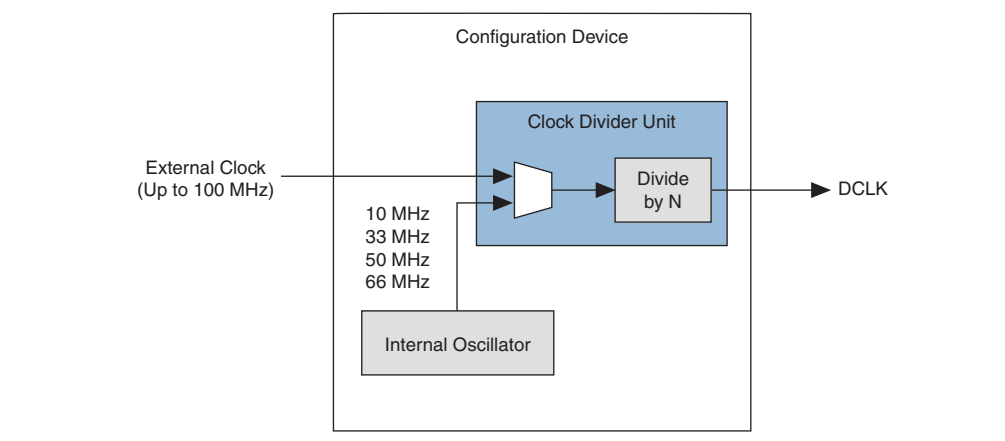 Configuration Device
Clock Divider Unit
External Clock
(Up to 100 MHz)
Divide
by N
DCLK
10 MHz
33 MHz
50 MHz
66 MHz
Internal Oscillator